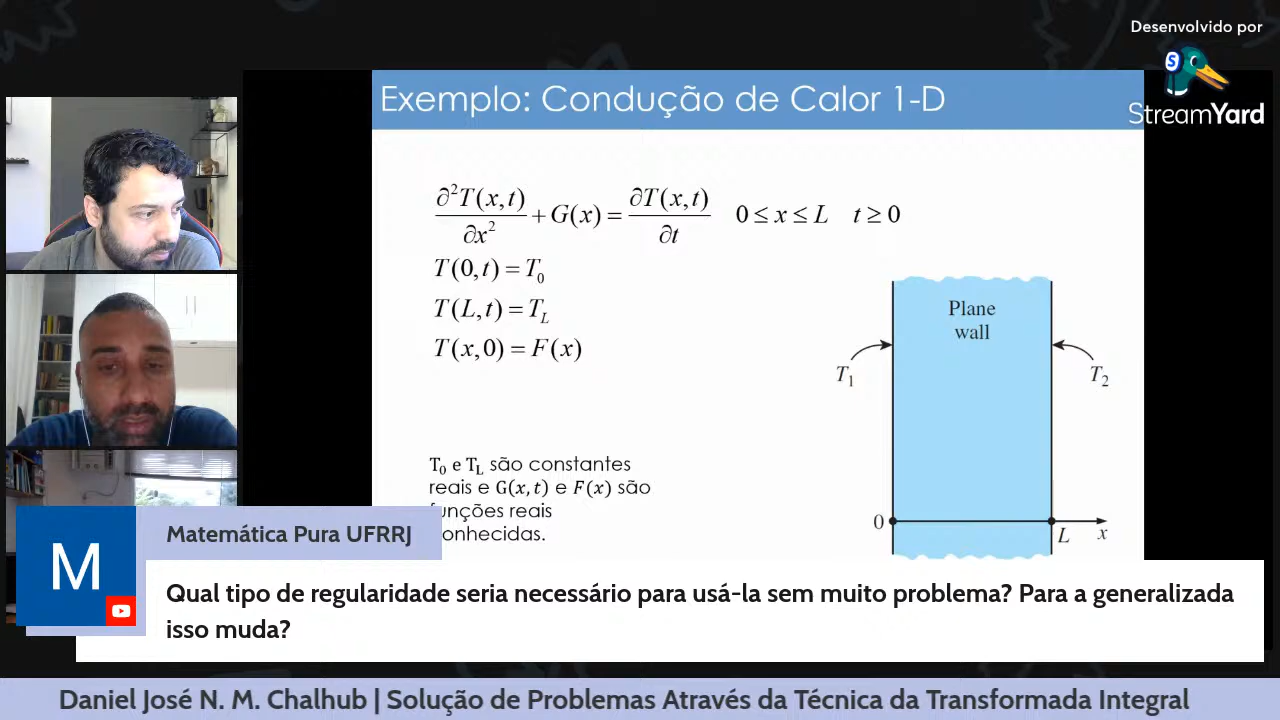 Desenvolvido por
S
StreamYard
Exemplo: Condução de Calor 1-D
∂²T(x,t)/∂x² + G(x) = ∂T(x,t)/∂t 0 ≤ x ≤ L t ≥ 0
T(0,t) = T₀
T(L,t) = T_L
T(x,0) = F(x)
Plane
wall
T₁
T₂
0
L
x
T₀ e T_L são constantes
reais e G(x,t) e F(x) são
funções reais
onhecidas.
M
Matemática Pura UFRRJ
Qual tipo de regularidade seria necessário para usá-la sem muito problema? Para a generalizada
isso muda?
Daniel José N. M. Chalhub | Solução de Problemas Através da Técnica da Transformada Integral